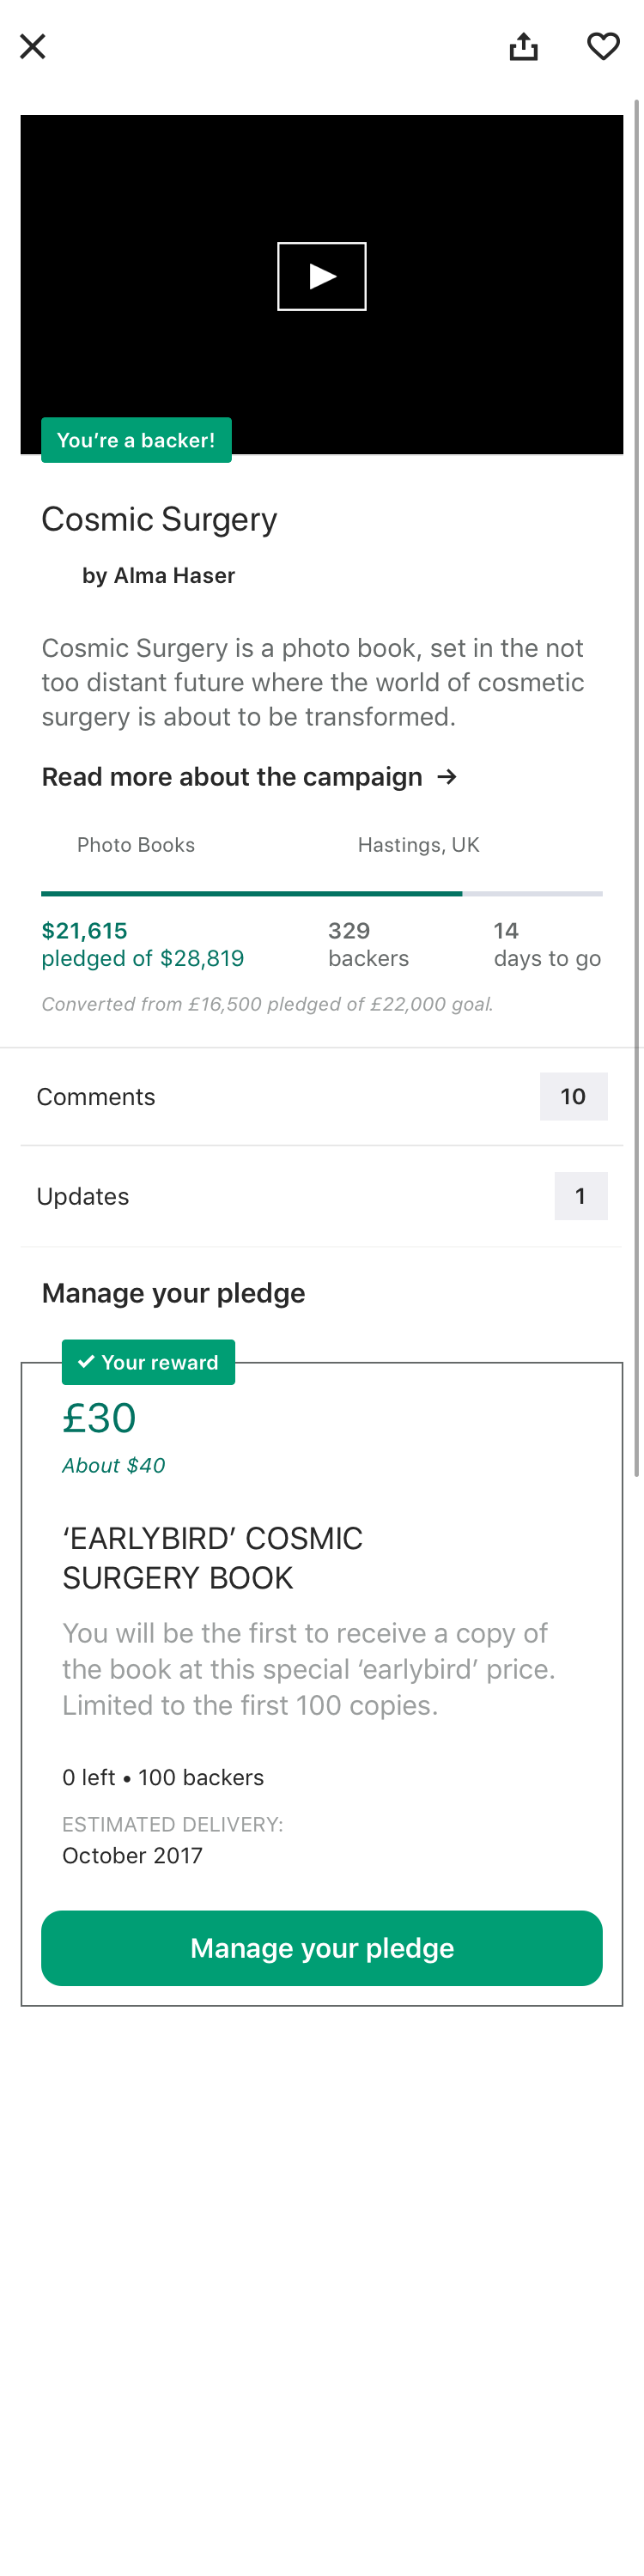 You’re a backer!
Cosmic Surgery
by Alma Haser
Cosmic Surgery is a photo book, set in the not
too distant future where the world of cosmetic
surgery is about to be transformed.
Read more about the campaign →
Photo Books
Hastings, UK
$21,615
pledged of $28,819
329
backers
14
days to go
Converted from £16,500 pledged of £22,000 goal.
Comments
10
Updates
1
Manage your pledge
✓ Your reward
£30
About $40
‘EARLYBIRD’ COSMIC
SURGERY BOOK
You will be the first to receive a copy of
the book at this special ‘earlybird’ price.
Limited to the first 100 copies.
0 left • 100 backers
ESTIMATED DELIVERY:
October 2017
Manage your pledge